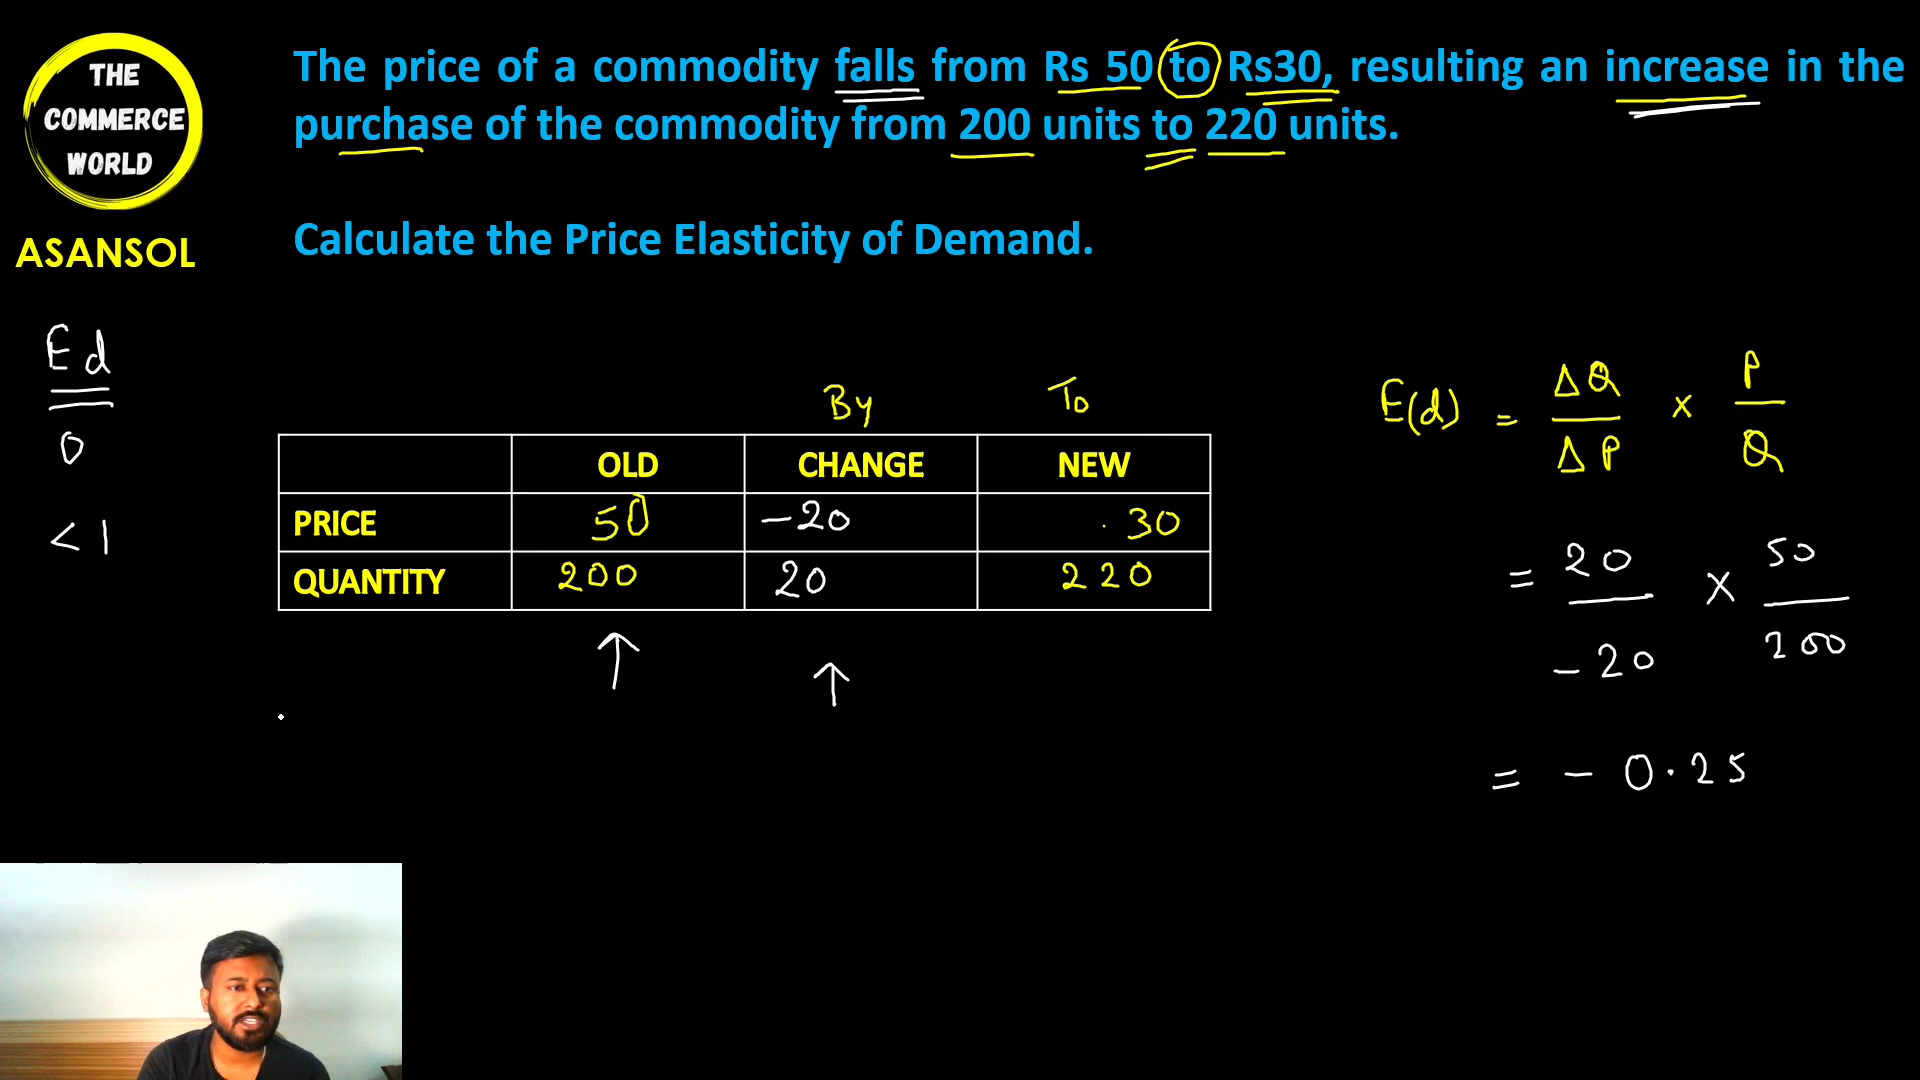 THE
COMMERCE
WORLD
ASANSOL
The price of a commodity falls from Rs 50 to Rs30, resulting an increase in the
purchase of the commodity from 200 units to 220 units.
Calculate the Price Elasticity of Demand.
Ed
0
<1
By To
OLD CHANGE NEW
PRICE 50 -20 30
QUANTITY 200 20 220
E(d) = ΔQ / ΔP × P / Q
= 20 / -20 × 50 / 200
= - 0.25